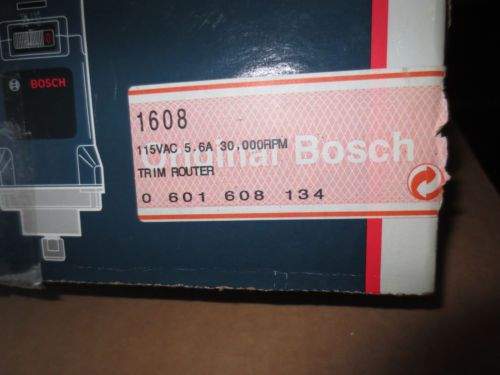 BOSCH
1608
115VAC 5.6A 30,000RPM
Original Bosch
TRIM ROUTER
0 601 608 134